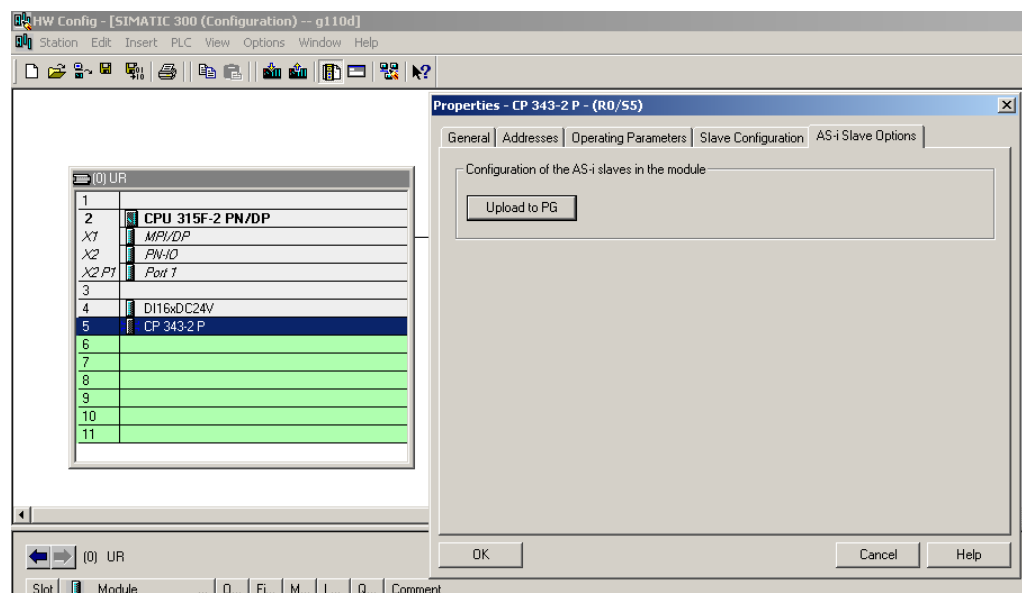 HW Config - [SIMATIC 300 (Configuration) -- g110d]
Station Edit Insert PLC View Options Window Help
Properties - CP 343-2 P - (R0/S5)
General Addresses Operating Parameters Slave Configuration AS-i Slave Options
Configuration of the AS-i slaves in the module
Upload to PG
(0) UR
1
2 CPU 315F-2 PN/DP
X1 MPI/DP
X2 PN-IO
X2 P1 Port 1
3
4 DI16xDC24V
5 CP 343-2 P
6
7
8
9
10
11
OK Cancel Help
(0) UR
Slot Module ... O... Fi... M... I... Q... Comment